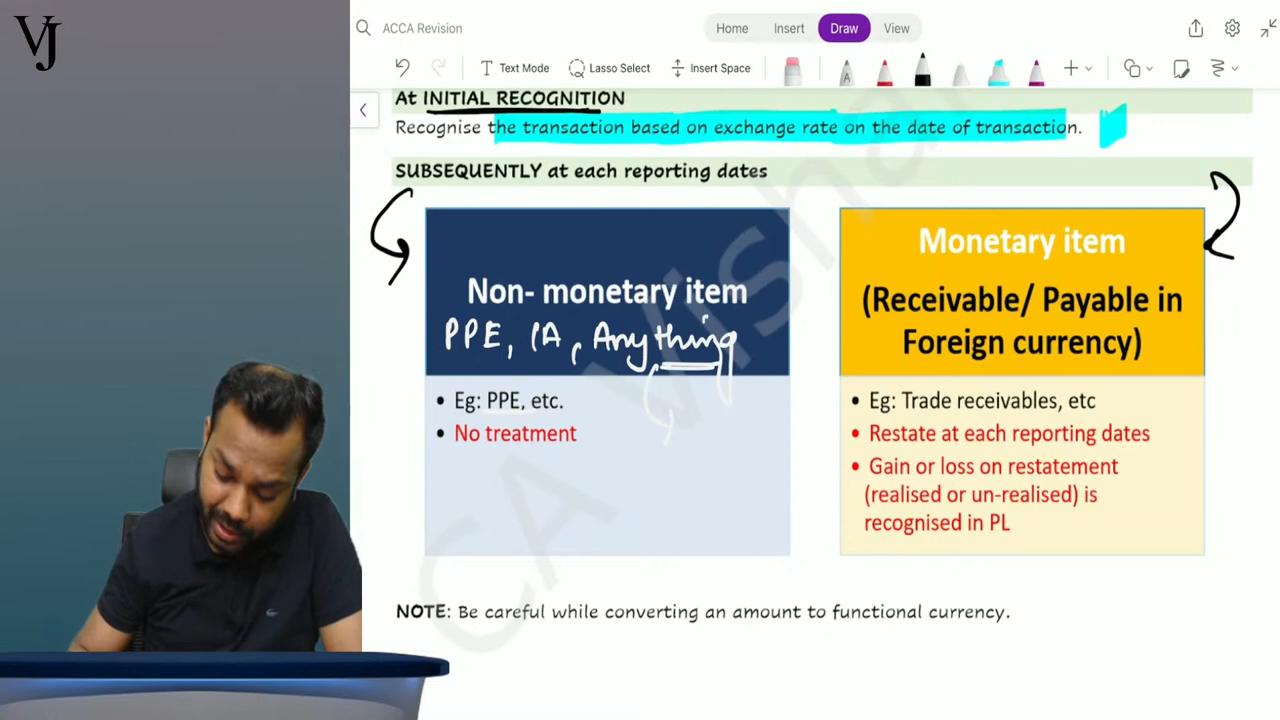 VJ
ACCA Revision
Home Insert Draw View
Text Mode Lasso Select Insert Space
At INITIAL RECOGNITION
Recognise the transaction based on exchange rate on the date of transaction.
SUBSEQUENTLY at each reporting dates
Non- monetary item
PPE, IA, Anything
• Eg: PPE, etc.
• No treatment
Monetary item
(Receivable/ Payable in
Foreign currency)
• Eg: Trade receivables, etc
• Restate at each reporting dates
• Gain or loss on restatement
(realised or un-realised) is
recognised in PL
NOTE: Be careful while converting an amount to functional currency.
CA Vishal